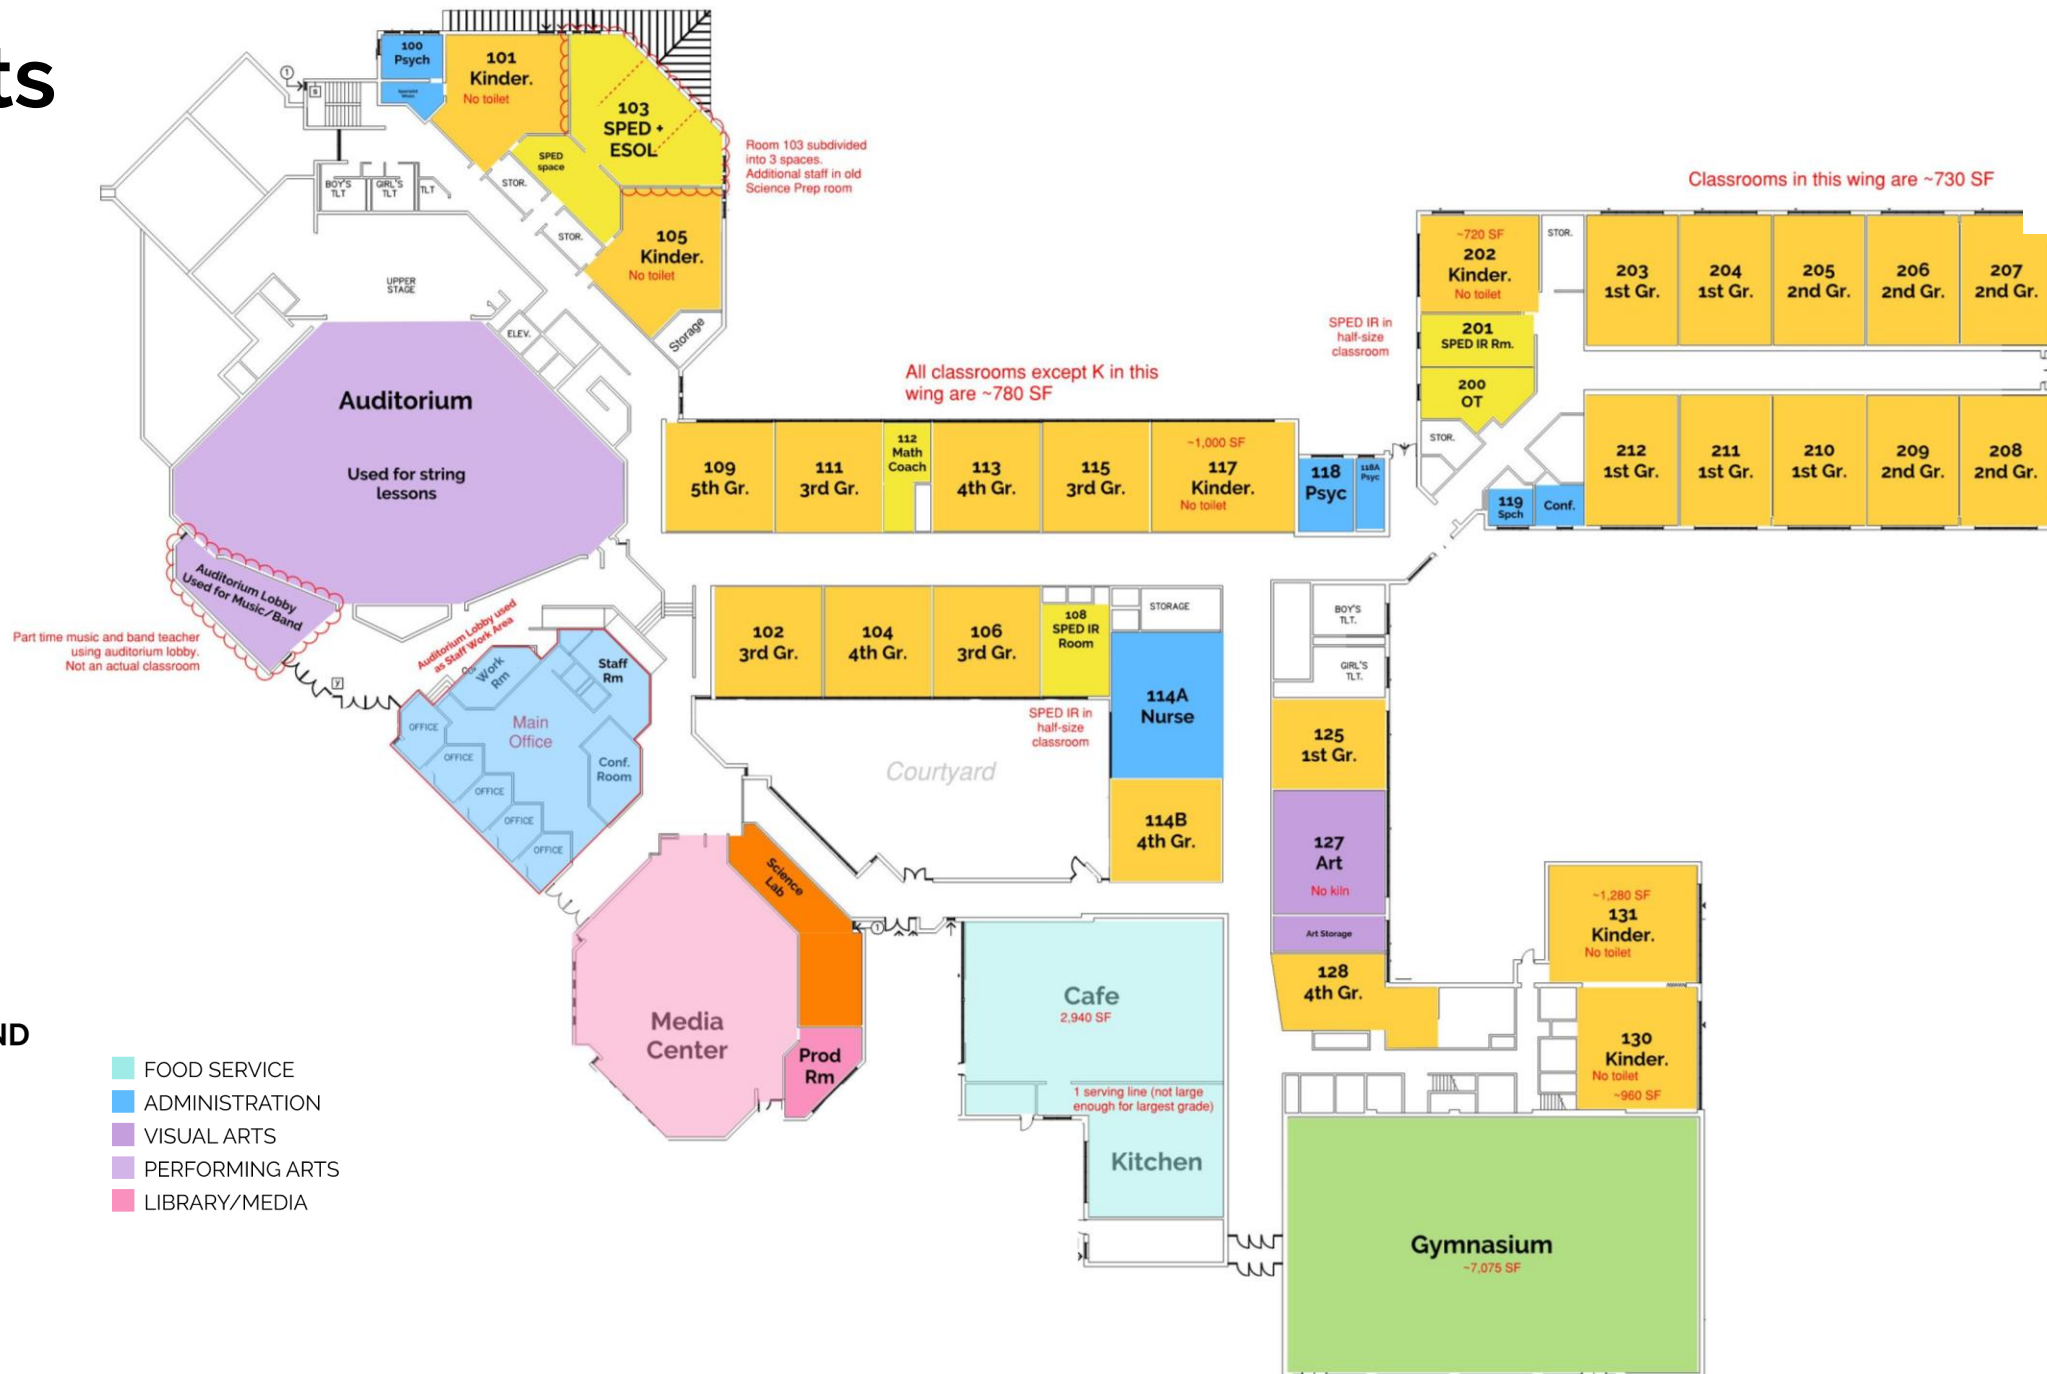 ts
100
Psych
101
Kinder.
No toilet
103
SPED +
ESOL
SPED
space
STOR.
STOR.
105
Kinder.
No toilet
Storage
Room 103 subdivided
into 3 spaces.
Additional staff in old
Science Prep room
1
S
BOY'S
TLT
GIRL'S
TLT
TLT
UPPER
STAGE
ELEV.
Auditorium
Used for string
lessons
Auditorium Lobby
Used for Music/Band
Part time music and band teacher
using auditorium lobby.
Not an actual classroom
Auditorium Lobby used
as Staff Work Area
Work
Rm
Staff
Rm
Main
Office
Conf.
Room
OFFICE
OFFICE
OFFICE
OFFICE
OFFICE
All classrooms except K in this
wing are ~780 SF
109
5th Gr.
111
3rd Gr.
112
Math
Coach
113
4th Gr.
115
3rd Gr.
~1,000 SF
117
Kinder.
No toilet
118
Psyc
118A
Psyc
102
3rd Gr.
104
4th Gr.
106
3rd Gr.
108
SPED IR
Room
STORAGE
114A
Nurse
114B
4th Gr.
SPED IR in
half-size
classroom
Courtyard
Classrooms in this wing are ~730 SF
~720 SF
202
Kinder.
No toilet
STOR.
203
1st Gr.
204
1st Gr.
205
2nd Gr.
206
2nd Gr.
207
2nd Gr.
SPED IR in
half-size
classroom
201
SPED IR Rm.
200
OT
STOR.
119
Spch
Conf.
212
1st Gr.
211
1st Gr.
210
1st Gr.
209
2nd Gr.
208
2nd Gr.
BOY'S
TLT.
GIRL'S
TLT.
125
1st Gr.
127
Art
No kiln
Art Storage
128
4th Gr.
~1,280 SF
131
Kinder.
No toilet
130
Kinder.
No toilet
~960 SF
Science
Lab
Media
Center
Prod
Rm
1
Cafe
2,940 SF
1 serving line (not large
enough for largest grade)
Kitchen
Gymnasium
~7,075 SF
ND
FOOD SERVICE
ADMINISTRATION
VISUAL ARTS
PERFORMING ARTS
LIBRARY/MEDIA